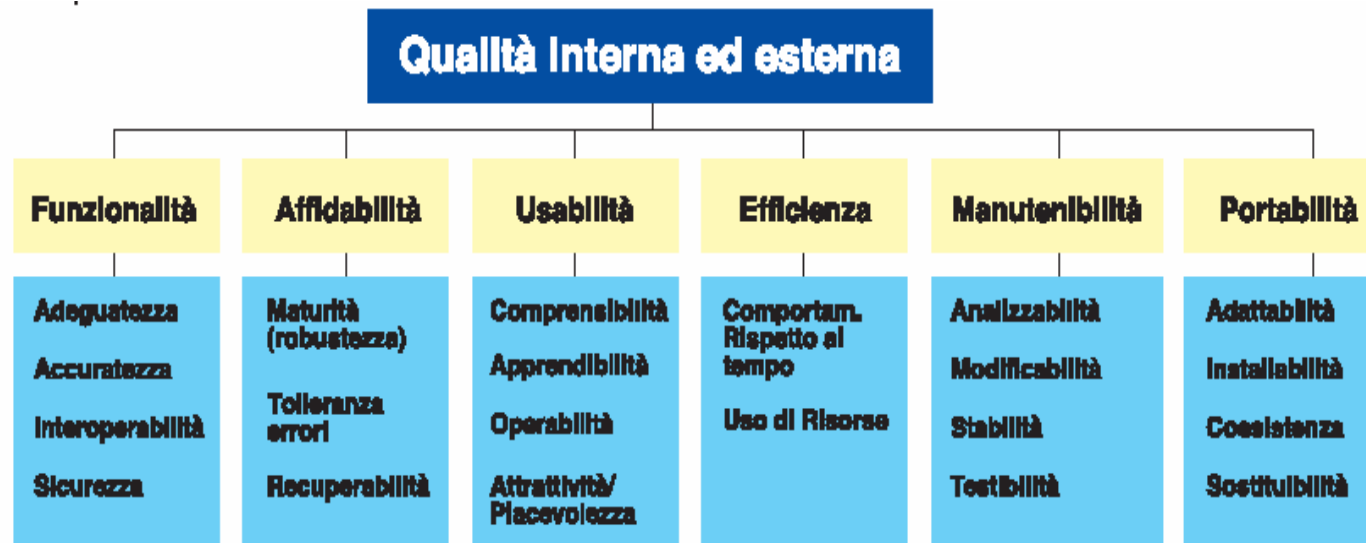 Qualità Interna ed esterna
Funzionalità
Affidabilità
Usabilità
Efficienza
Manutenibilità
Portabilità
Adeguatezza
Accuratezza
Interoperabilità
Sicurezza
Maturità
(robustezza)
Tolleranza
errori
Recuperabilità
Comprensibilità
Apprendibilità
Operabilità
Attrattività/
Piacevolezza
Comportam.
Rispetto al
tempo
Uso di Risorse
Analizzabilità
Modificabilità
Stabilità
Testibilità
Adattabilità
Installabilità
Coesistenza
Sostituibilità